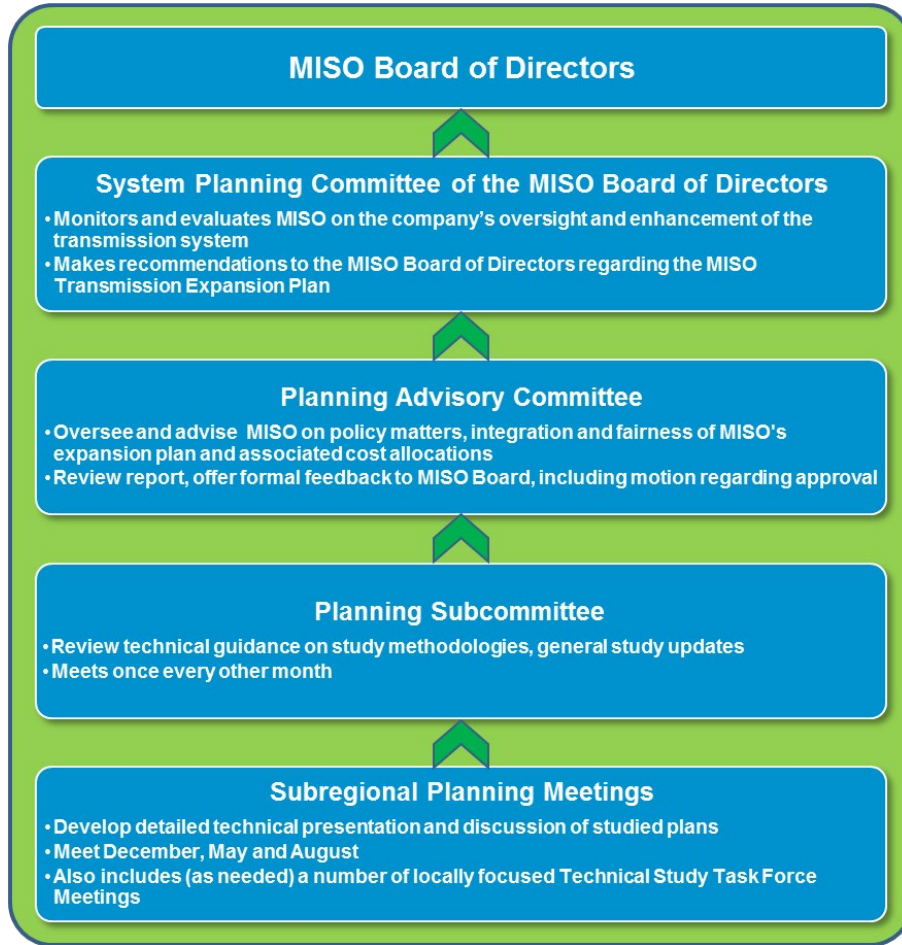 MISO Board of Directors
System Planning Committee of the MISO Board of Directors
• Monitors and evaluates MISO on the company's oversight and enhancement of the
transmission system
• Makes recommendations to the MISO Board of Directors regarding the MISO
Transmission Expansion Plan
Planning Advisory Committee
• Oversee and advise MISO on policy matters, integration and fairness of MISO's
expansion plan and associated cost allocations
• Review report, offer formal feedback to MISO Board, including motion regarding approval
Planning Subcommittee
• Review technical guidance on study methodologies, general study updates
• Meets once every other month
Subregional Planning Meetings
• Develop detailed technical presentation and discussion of studied plans
• Meet December, May and August
• Also includes (as needed) a number of locally focused Technical Study Task Force
Meetings